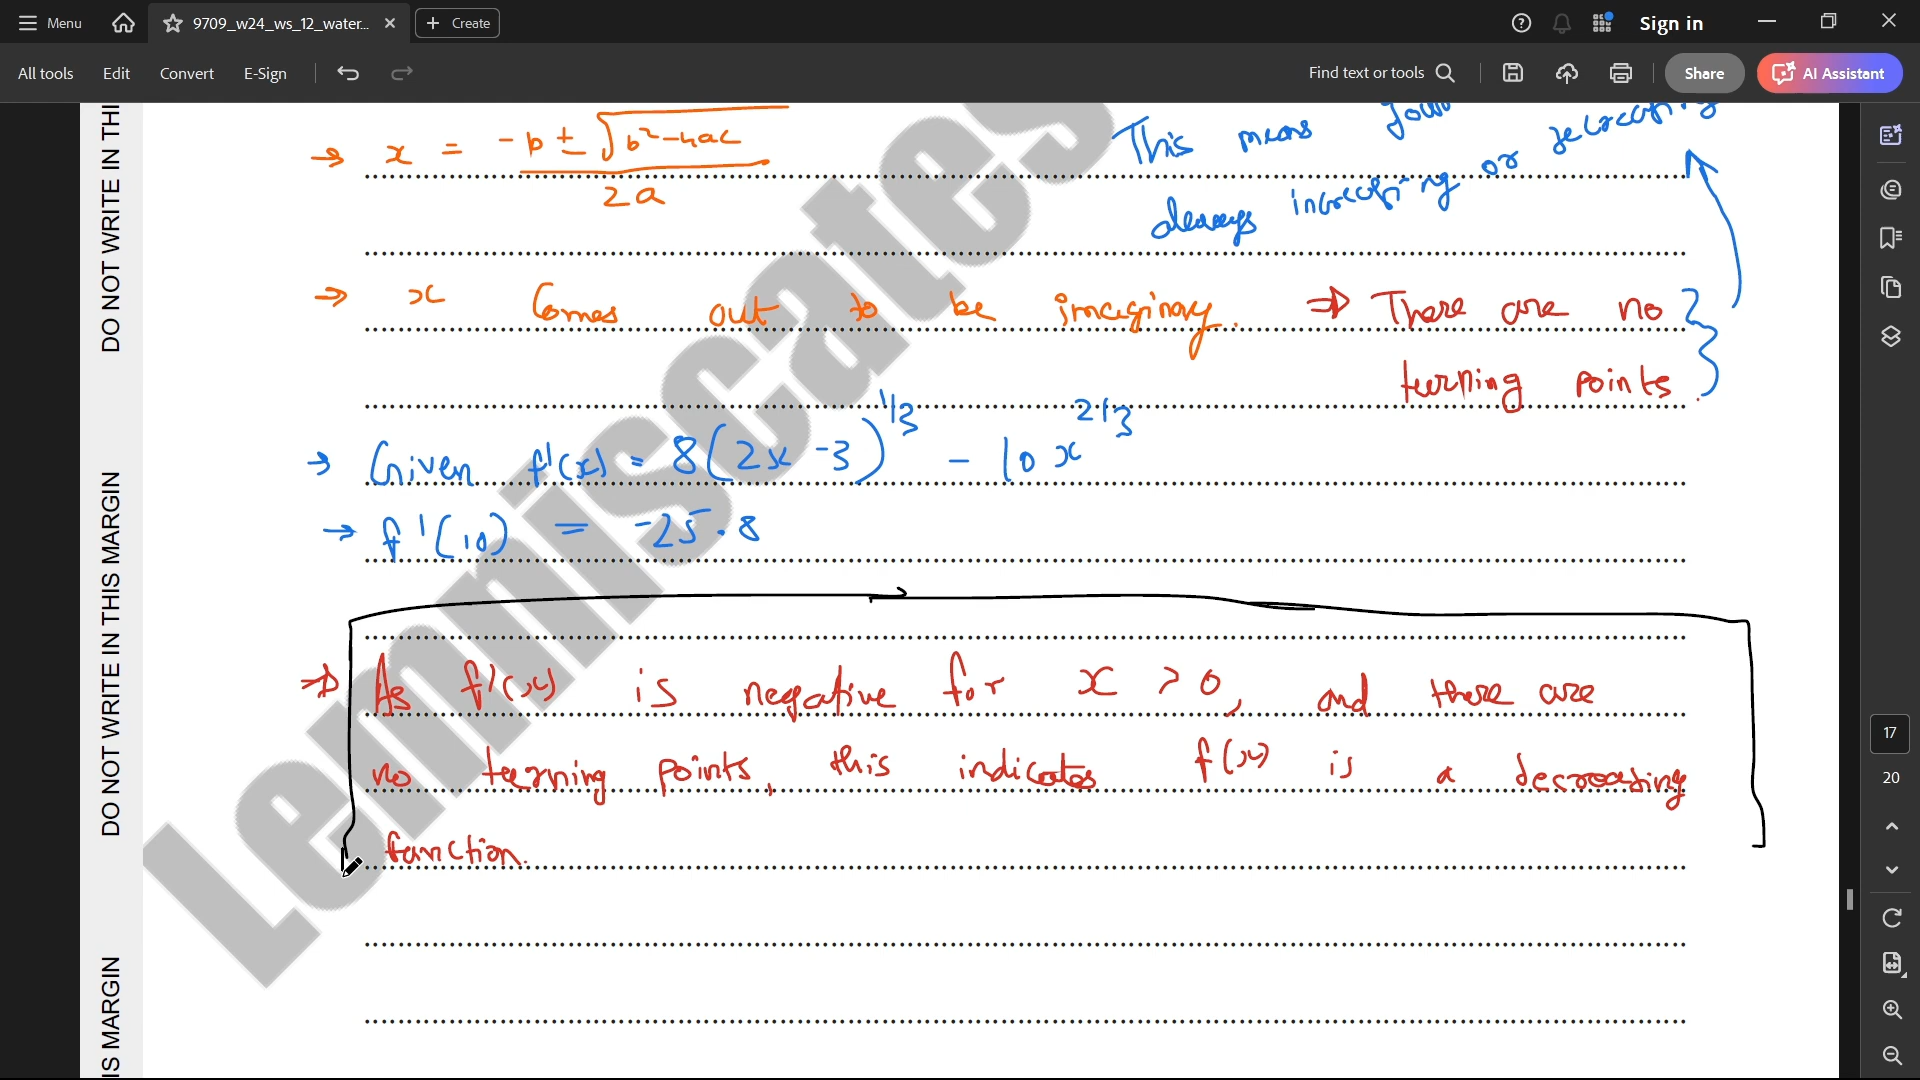 Menu
9709_w24_ws_12_water...
Create
Sign in
All tools
Edit
Convert
E-Sign
Find text or tools
Share
AI Assistant
DO NOT WRITE IN THI
DO NOT WRITE IN THIS MARGIN
IS MARGIN
Lemniscates
→ x = -b ± √b²-4ac
2a
This means
always increasing or decreasing
→ x Comes out to be imaginary. ⇒ There are no
turning points.
→ Given f'(x) = 8(2x-3)^1/3 - 10x^2/3
→ f'(10) = -25.8
⇒ As f'(x) is negative for x > 0, and there are
no turning points, this indicates f(x) is a decreasing
function.
17
20